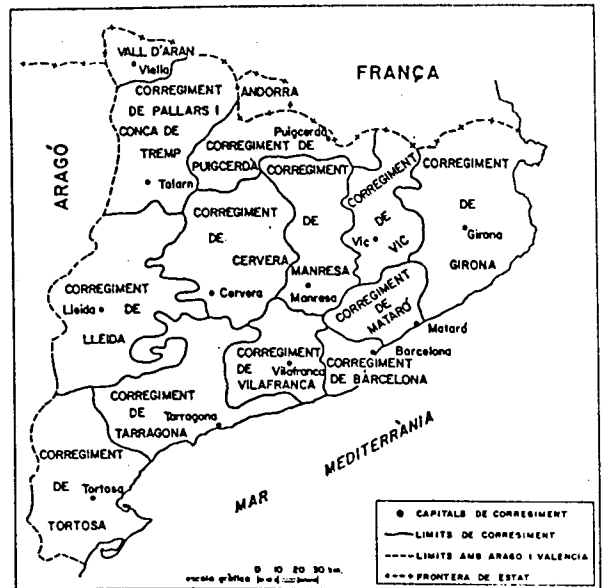 VALL D'ARAN
Viella
FRANÇA
CORREGIMENT
DE PALLARS I
CONCA DE
TREMP
Talarn
ANDORRA
ARAGÓ
Puigcerdà
CORREGIMENT DE
PUIGCERDÀ
CORREGIMENT
DE
MANRESA
Manresa
CORREGIMENT
DE
VIC
Vic
CORREGIMENT
DE
Girona
GIRONA
CORREGIMENT
DE
CERVERA
Cervera
CORREGIMENT
DE
MATARÓ
Mataró
CORREGIMENT
Lleida
DE
LLEIDA
CORREGIMENT
DE
Vilafranca
VILAFRANCA
Barcelona
CORREGIMENT
DE BARCELONA
CORREGIMENT
DE
Tarragona
TARRAGONA
CORREGIMENT
DE
Tortosa
TORTOSA
MAR MEDITERRÀNIA
CAPITALS DE CORREGIMENT
LIMITS DE CORREGIMENT
LIMITS AMB ARAGO I VALENCIA
FRONTERA DE ESTAT
escala gràfica 0 10 20 30 km.